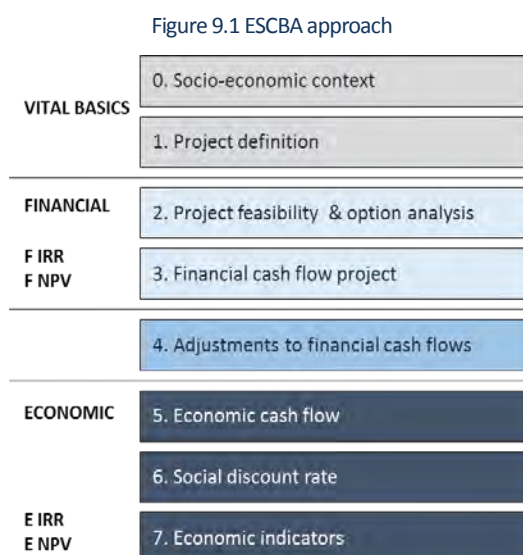 Figure 9.1 ESCBA approach
0. Socio-economic context
VITAL BASICS
1. Project definition
FINANCIAL
2. Project feasibility & option analysis
F IRR
F NPV
3. Financial cash flow project
4. Adjustments to financial cash flows
ECONOMIC
5. Economic cash flow
6. Social discount rate
E IRR
E NPV
7. Economic indicators